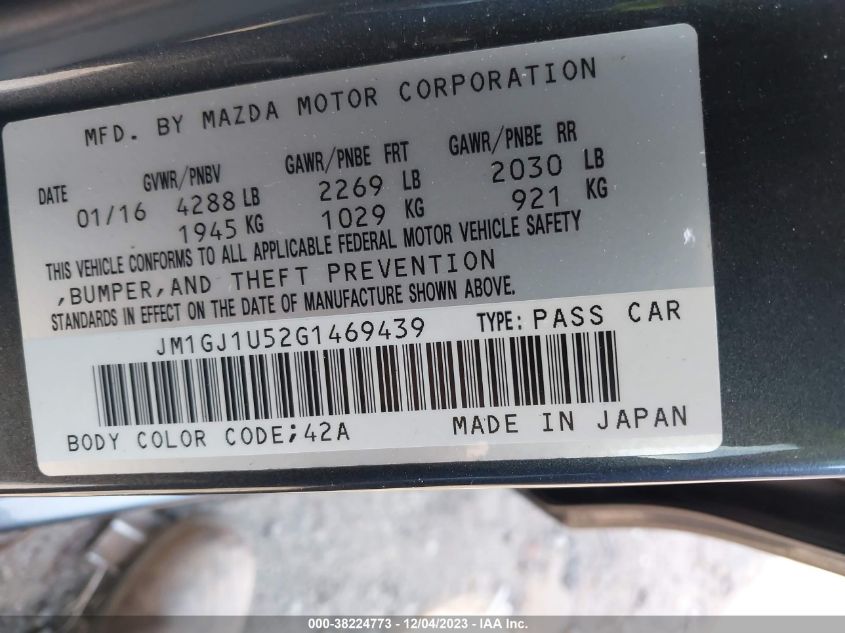 MFD. BY MAZDA MOTOR CORPORATION
DATE GVWR/PNBV GAWR/PNBE FRT GAWR/PNBE RR
01/16 4288 LB 2269 LB 2030 LB
1945 KG 1029 KG 921 KG
THIS VEHICLE CONFORMS TO ALL APPLICABLE FEDERAL MOTOR VEHICLE SAFETY
,BUMPER,AND THEFT PREVENTION
STANDARDS IN EFFECT ON THE DATE OF MANUFACTURE SHOWN ABOVE.
JM1GJ1U52G1469439 TYPE: PASS CAR
BODY COLOR CODE;42A MADE IN JAPAN
000-38224773 - 12/04/2023 - IAA Inc.